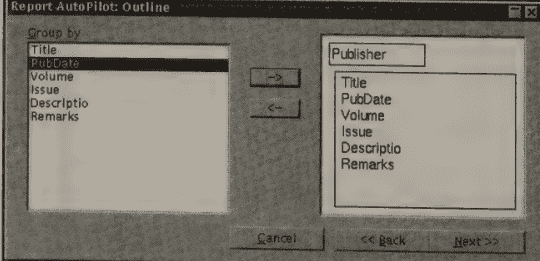 Report AutoPilot: Outline
Group by
Title
PubDate
Volume
Issue
Descriptio
Remarks
-->
<--
Publisher
Title
PubDate
Volume
Issue
Descriptio
Remarks
Cancel
<< Back
Next >>